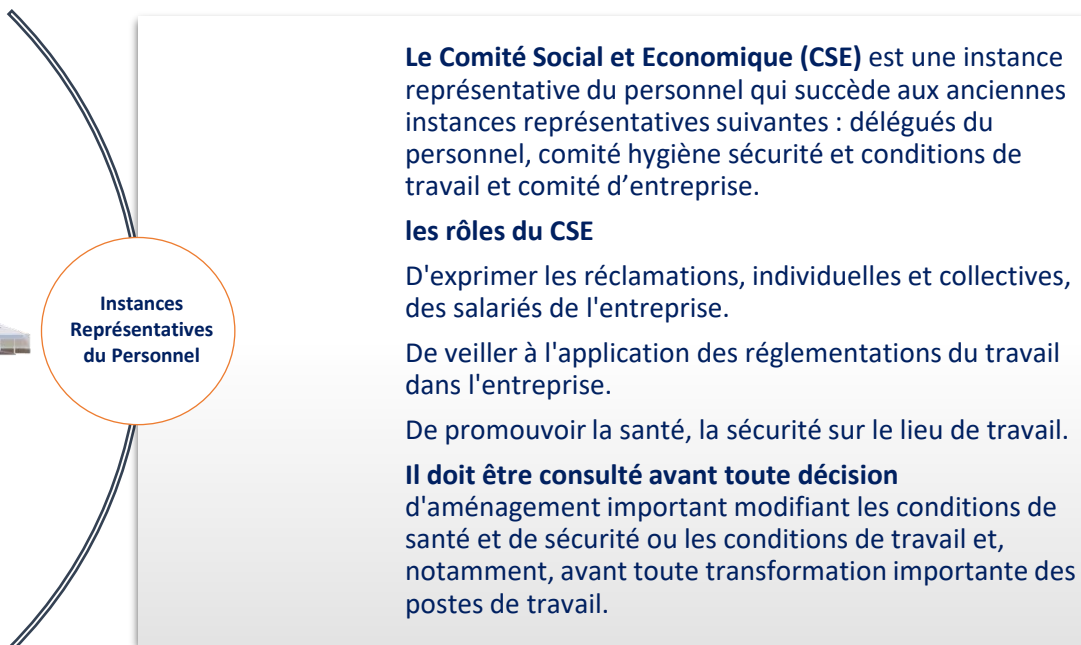 Le Comité Social et Economique (CSE) est une instance
représentative du personnel qui succède aux anciennes
instances représentatives suivantes : délégués du
personnel, comité hygiène sécurité et conditions de
travail et comité d’entreprise.
les rôles du CSE
D'exprimer les réclamations, individuelles et collectives,
des salariés de l'entreprise.
De veiller à l'application des réglementations du travail
dans l'entreprise.
De promouvoir la santé, la sécurité sur le lieu de travail.
Il doit être consulté avant toute décision
d'aménagement important modifiant les conditions de
santé et de sécurité ou les conditions de travail et,
notamment, avant toute transformation importante des
postes de travail.
Instances
Représentatives
du Personnel